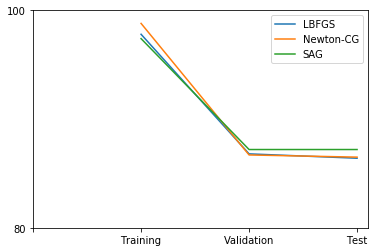 100
LBFGS
Newton-CG
SAG
80
Training Validation Test